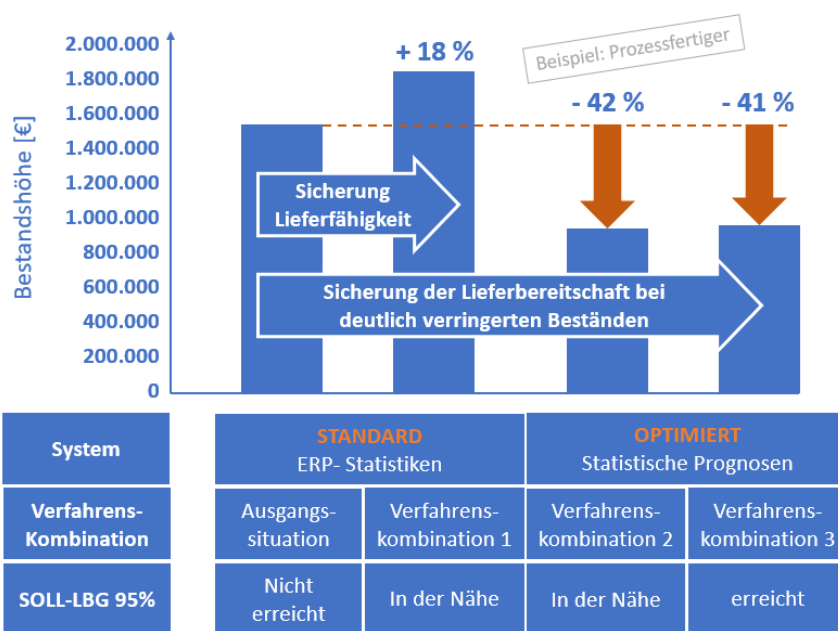 2.000.000
1.800.000
1.600.000
1.400.000
1.200.000
1.000.000
800.000
600.000
400.000
200.000
0
Bestandshöhe [€]
+ 18 %
Beispiel: Prozessfertiger
- 42 %
- 41 %
Sicherung
Lieferfähigkeit
Sicherung der Lieferbereitschaft bei
deutlich verringerten Beständen
System
STANDARD
ERP- Statistiken
OPTIMIERT
Statistische Prognosen
Verfahrens-
Kombination
Ausgangs-
situation
Verfahrens-
kombination 1
Verfahrens-
kombination 2
Verfahrens-
kombination 3
SOLL-LBG 95%
Nicht
erreicht
In der Nähe
In der Nähe
erreicht